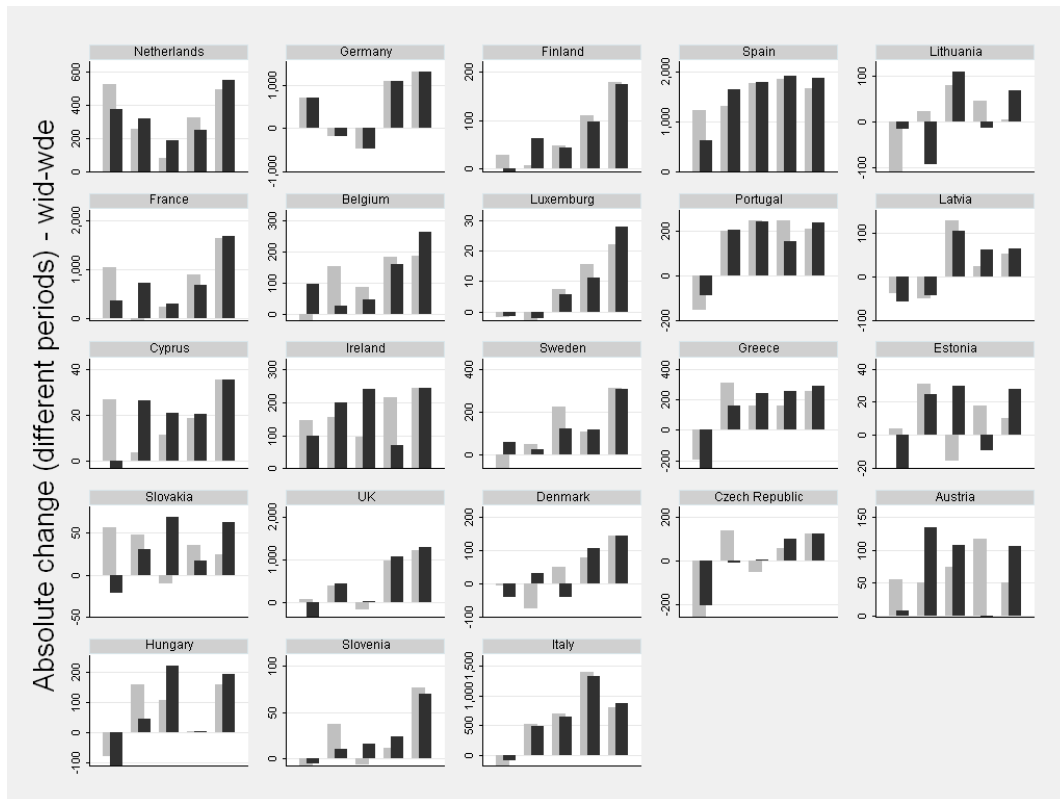 Absolute change (different periods) - wid-wde
Netherlands
0 200 400 600
Germany
-1,000 0 1,000
Finland
0 100 200
Spain
0 1,000 2,000
Lithuania
-100 0 100
France
0 1,000 2,000
Belgium
0 100 200 300
Luxemburg
0 10 20 30
Portugal
-200 0 200
Latvia
-100 0 100
Cyprus
0 20 40
Ireland
0 100 200 300
Sweden
0 200 400
Greece
-200 0 200 400
Estonia
-20 0 20 40
Slovakia
-50 0 50
UK
0 1,000 2,000
Denmark
-100 0 100 200
Czech Republic
-200 0 200
Austria
0 50 100 150
Hungary
-100 0 100 200
Slovenia
0 50 100
Italy
0 500 1,000 1,500